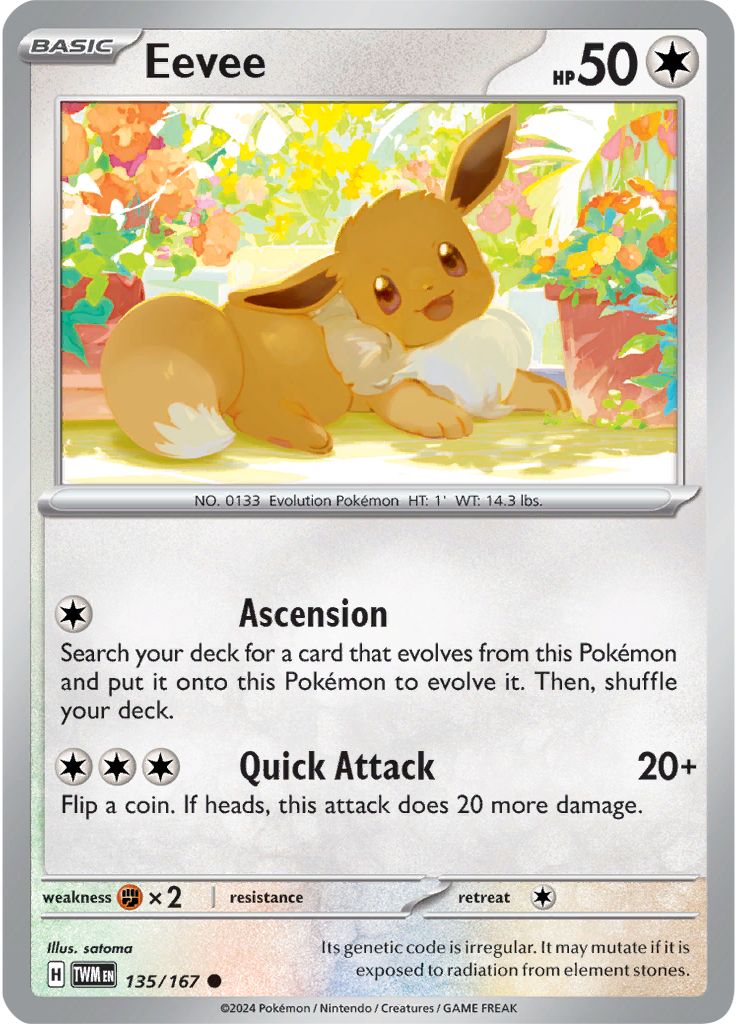 BASIC
Eevee
HP 50
NO. 0133 Evolution Pokémon HT: 1' WT: 14.3 lbs.
Ascension
Search your deck for a card that evolves from this Pokémon
and put it onto this Pokémon to evolve it. Then, shuffle
your deck.
Quick Attack 20+
Flip a coin. If heads, this attack does 20 more damage.
weakness ×2 resistance retreat
Illus. satoma
Its genetic code is irregular. It may mutate if it is
exposed to radiation from element stones.
H TWM EN 135/167
©2024 Pokémon / Nintendo / Creatures / GAME FREAK